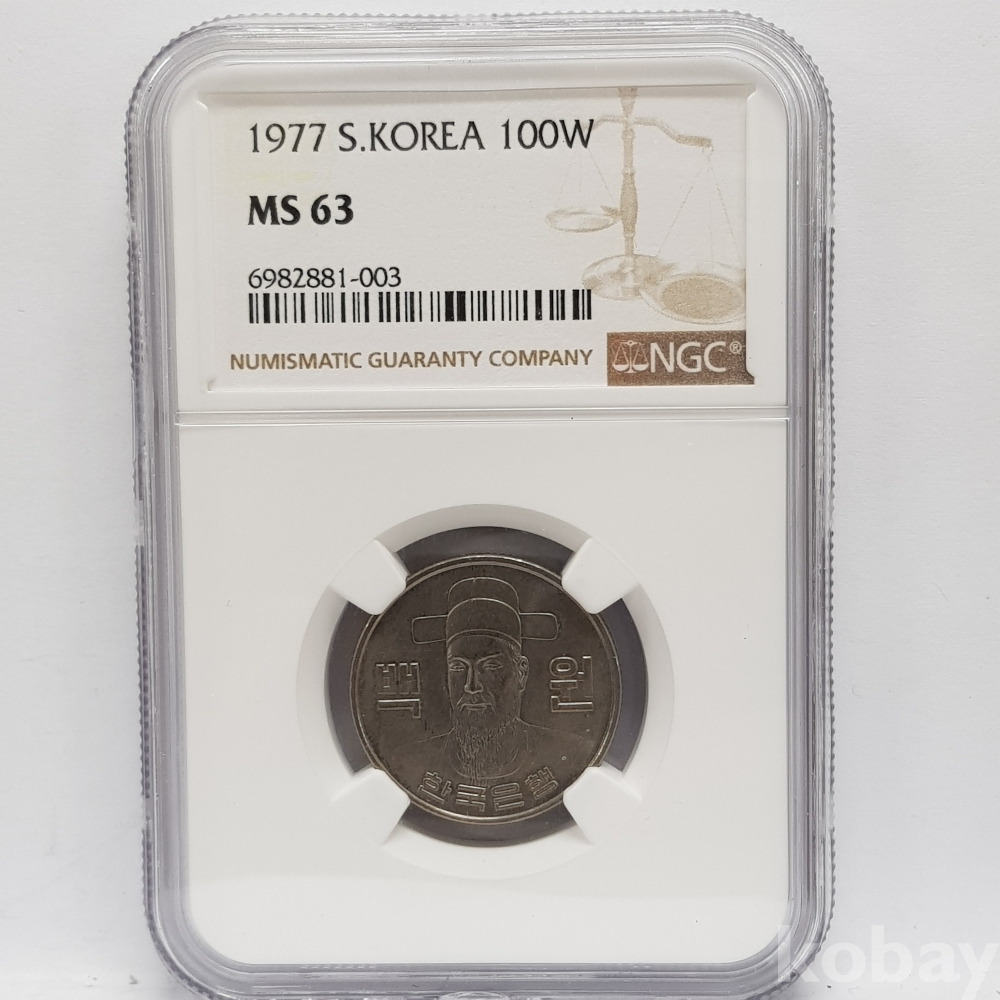 1977 S.KOREA 100W
MS 63
6982881-003
NUMISMATIC GUARANTY COMPANY
NGC®
백 원
한국은행
kobay